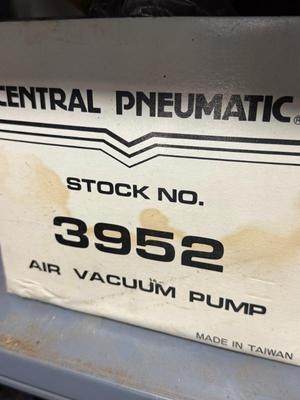 CENTRAL PNEUMATIC®
STOCK NO.
3952
AIR VACUUM PUMP
MADE IN TAIWAN